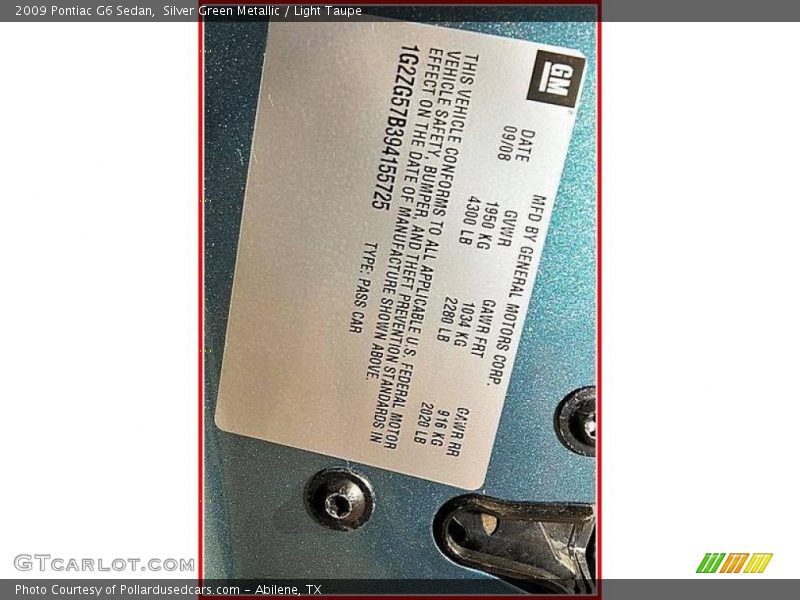 2009 Pontiac G6 Sedan,  Silver Green Metallic / Light Taupe
GM
MFD BY GENERAL MOTORS CORP.
DATE GVWR GAWR FRT GAWR RR
09/08 1950 KG 1034 KG 916 KG
4300 LB 2280 LB 2020 LB
THIS VEHICLE CONFORMS TO ALL APPLICABLE U.S. FEDERAL MOTOR
VEHICLE SAFETY, BUMPER, AND THEFT PREVENTION STANDARDS IN
EFFECT ON THE DATE OF MANUFACTURE SHOWN ABOVE.
1G2ZG57B394155725 TYPE: PASS CAR
GTcarlot.com
Photo Courtesy of Pollardusedcars.com – Abilene, TX